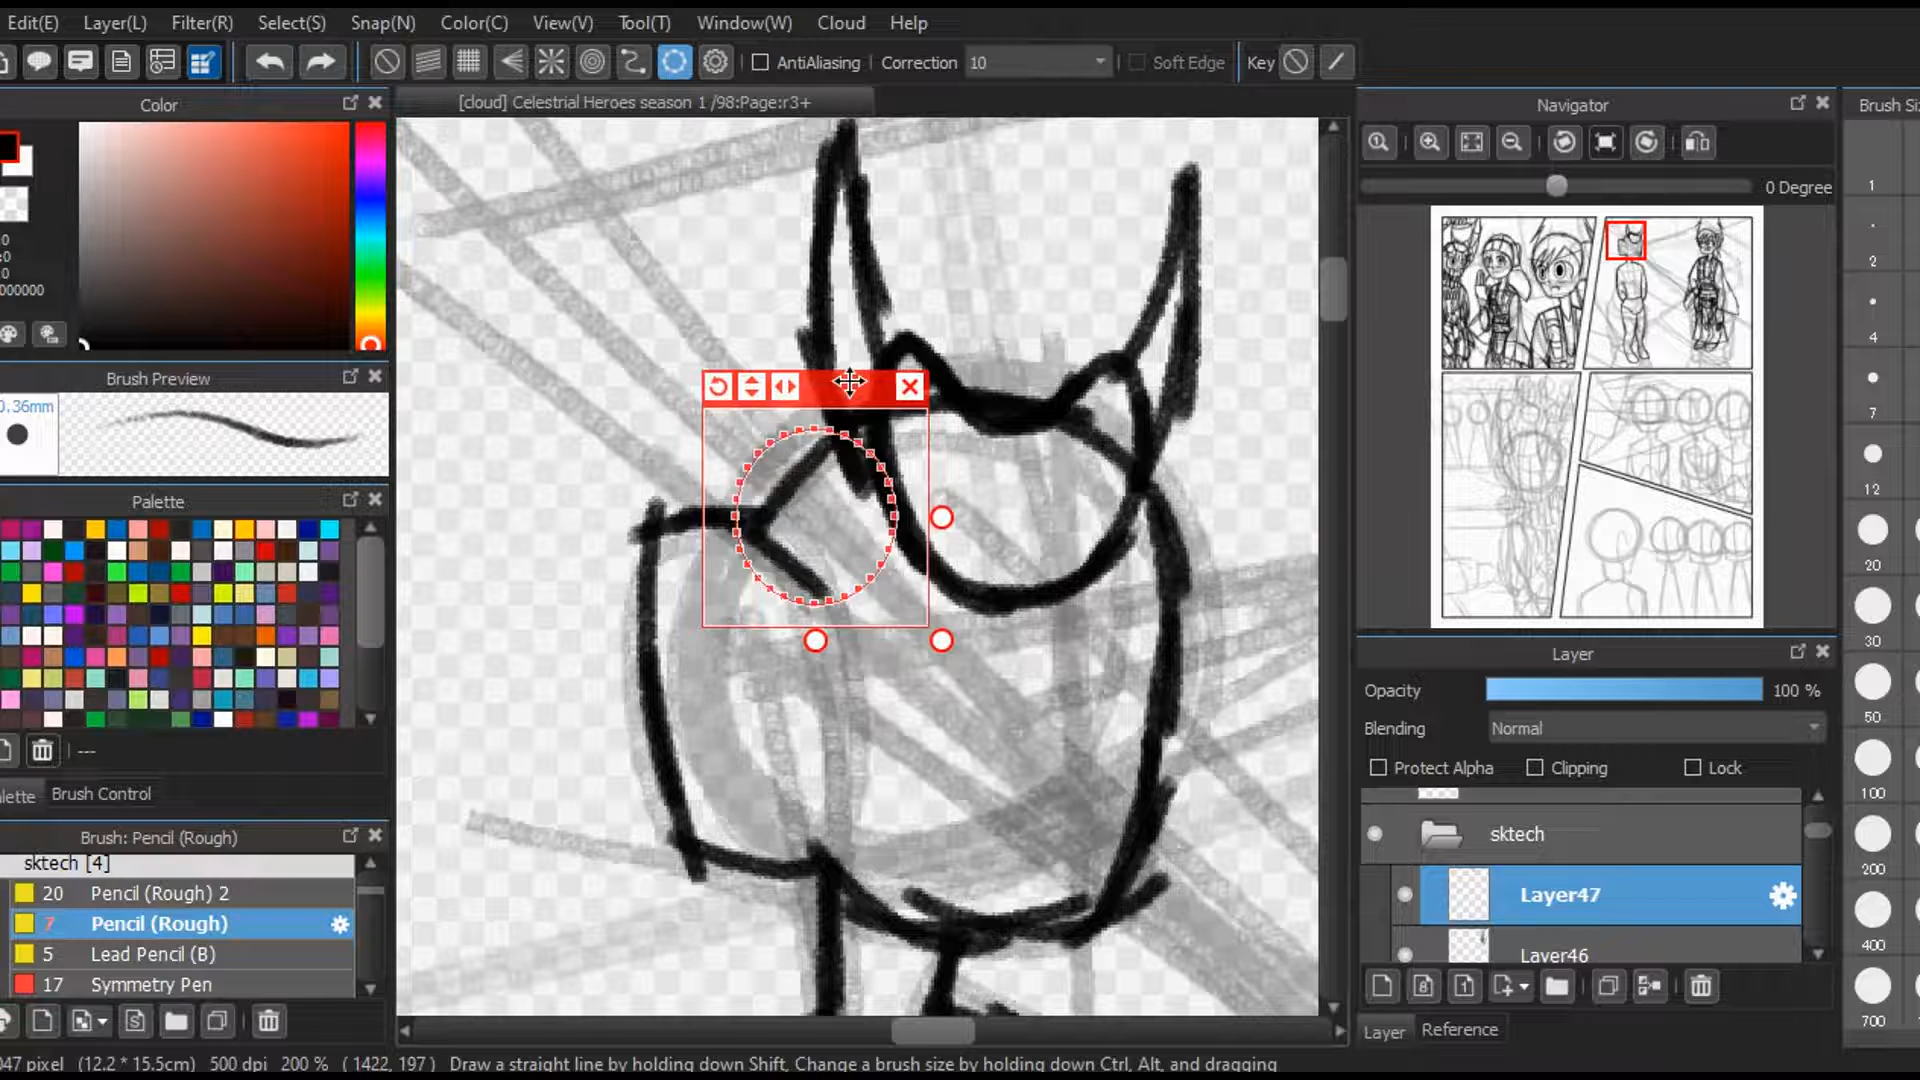 Edit(E) Layer(L) Filter(R) Select(S) Snap(N) Color(C) View(V) Tool(T) Window(W) Cloud Help
AntiAliasing Correction 10 Soft Edge Key
Color
[cloud] Celestrial Heroes season 1 /98:Page:r3+
Navigator
Brush Si
0 Degree
:0
:0
:0
000000
Brush Preview
0.36mm
Palette
---
lette Brush Control
Brush: Pencil (Rough)
sktech [4]
20 Pencil (Rough) 2
7 Pencil (Rough)
5 Lead Pencil (B)
17 Symmetry Pen
Layer
Opacity 100 %
Blending Normal
Protect Alpha Clipping Lock
sktech
Layer47
Layer46
Layer Reference
1
2
4
7
12
20
30
50
100
200
400
700
047 pixel (12.2 * 15.5cm) 500 dpi 200 % ( 1422, 197 ) Draw a straight line by holding down Shift, Change a brush size by holding down Ctrl, Alt, and dragging